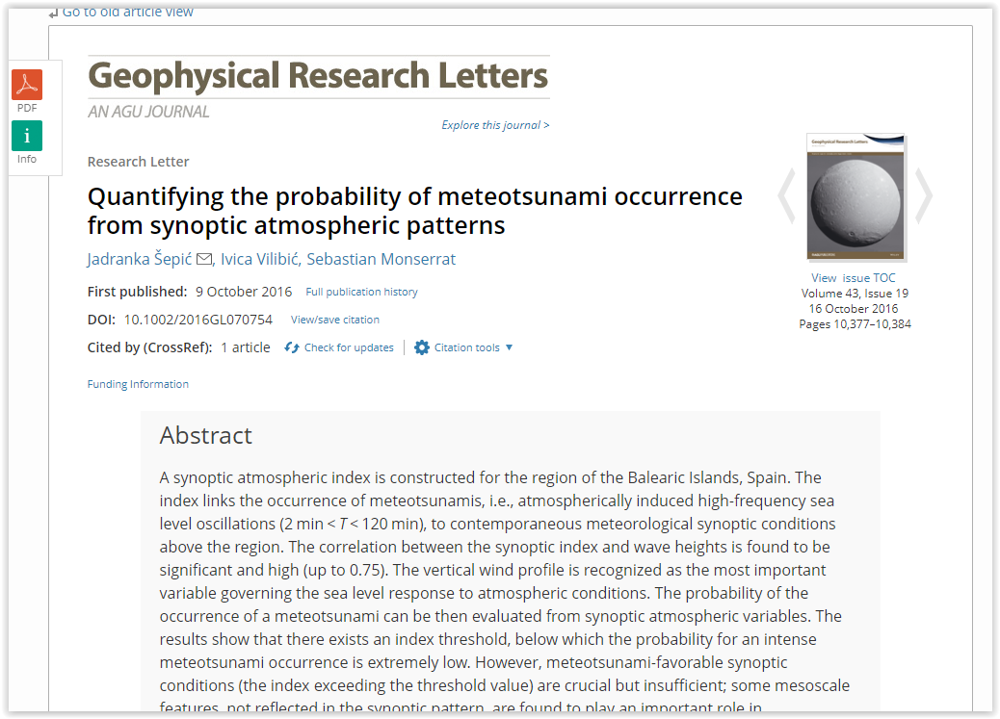 Go to old article view
PDF
Info
Geophysical Research Letters
AN AGU JOURNAL
Explore this journal >
Research Letter
Quantifying the probability of meteotsunami occurrence
from synoptic atmospheric patterns
Jadranka Šepić, Ivica Vilibić, Sebastian Monserrat
First published: 9 October 2016 Full publication history
DOI: 10.1002/2016GL070754 View/save citation
Cited by (CrossRef): 1 article Check for updates Citation tools
Funding Information
Geophysical Research Letters
View issue TOC
Volume 43, Issue 19
16 October 2016
Pages 10,377–10,384
Abstract
A synoptic atmospheric index is constructed for the region of the Balearic Islands, Spain. The
index links the occurrence of meteotsunamis, i.e., atmospherically induced high-frequency sea
level oscillations (2 min < T < 120 min), to contemporaneous meteorological synoptic conditions
above the region. The correlation between the synoptic index and wave heights is found to be
significant and high (up to 0.75). The vertical wind profile is recognized as the most important
variable governing the sea level response to atmospheric conditions. The probability of the
occurrence of a meteotsunami can be then evaluated from synoptic atmospheric variables. The
results show that there exists an index threshold, below which the probability for an intense
meteotsunami occurrence is extremely low. However, meteotsunami-favorable synoptic
conditions (the index exceeding the threshold value) are crucial but insufficient; some mesoscale
features, not reflected in the synoptic pattern, are found to play an important role in